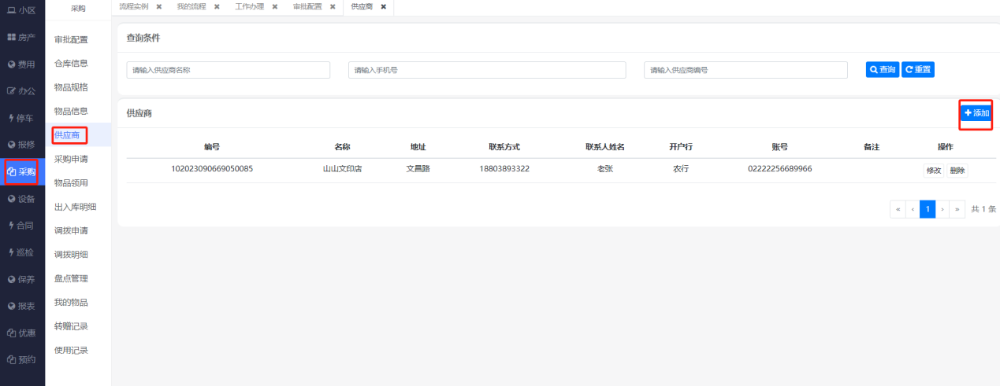 小区
房产
费用
办公
停车
报修
采购
设备
合同
巡检
保养
报表
优惠
预约
采购
审批配置
仓库信息
物品规格
物品信息
供应商
采购申请
物品领用
出入库明细
调拨申请
调拨明细
盘点管理
我的物品
转赠记录
使用记录
流程实例 ✖ 我的流程 ✖ 工作办理 ✖ 审批配置 ✖ 供应商 ✖
查询条件
请输入供应商名称 请输入手机号 请输入供应商编号 查询 重置
供应商 +添加
编号 名称 地址 联系方式 联系人姓名 开户行 账号 备注 操作
102023090669050085 山山文印店 文昌路 18803893322 老张 农行 02222256689966 修改 删除
« ‹ 1 › » 共 1 条